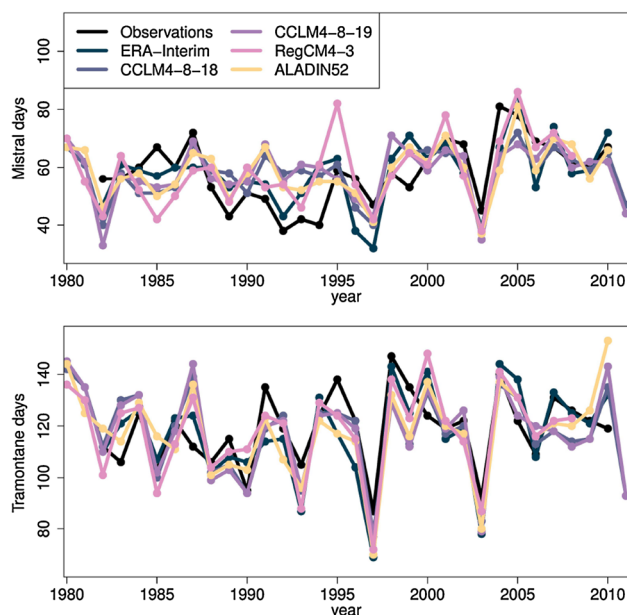 Observations
ERA-Interim
CCLM4-8-18
CCLM4-8-19
RegCM4-3
ALADIN52
Mistral days
100
80
60
40
1980 1985 1990 1995 2000 2005 2010
year
Tramontane days
140
120
100
80
1980 1985 1990 1995 2000 2005 2010
year